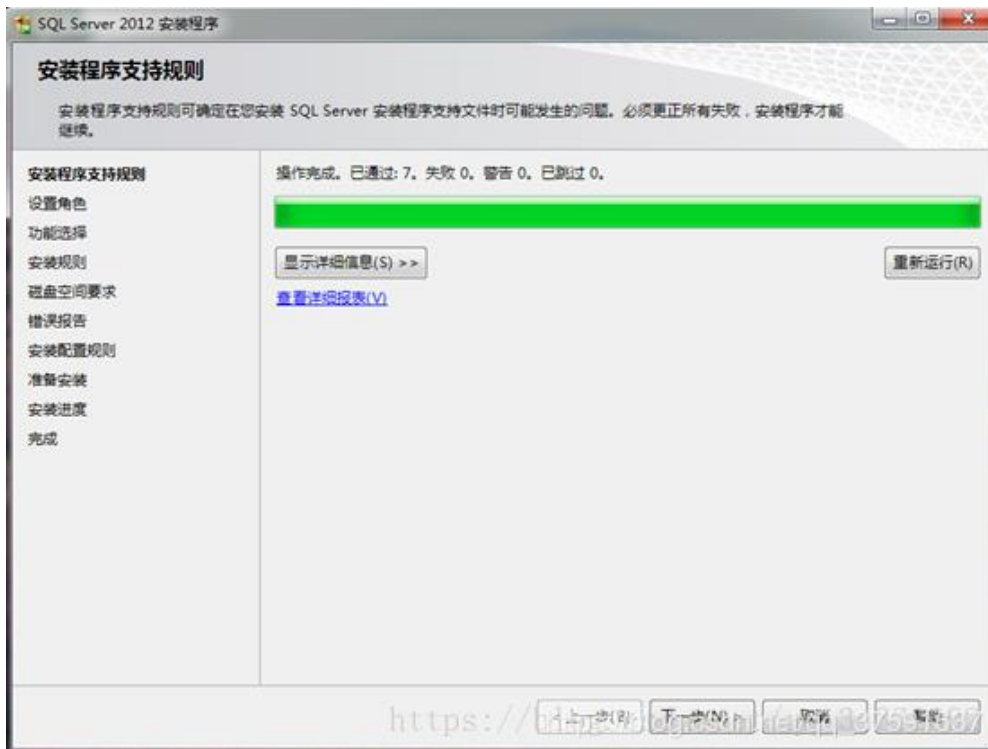 SQL Server 2012 安装程序
安装程序支持规则
安装程序支持规则可确定在您安装 SQL Server 安装程序支持文件时可能发生的问题。必须更正所有失败，安装程序才能
继续。
安装程序支持规则
设置角色
功能选择
安装规则
磁盘空间要求
错误报告
安装配置规则
准备安装
安装进度
完成
操作完成。已通过: 7。失败 0。警告 0。已跳过 0。
显示详细信息(S) >>
重新运行(R)
查看详细报表(V)
< 上一步(B)
下一步(N) >
取消
帮助
https://